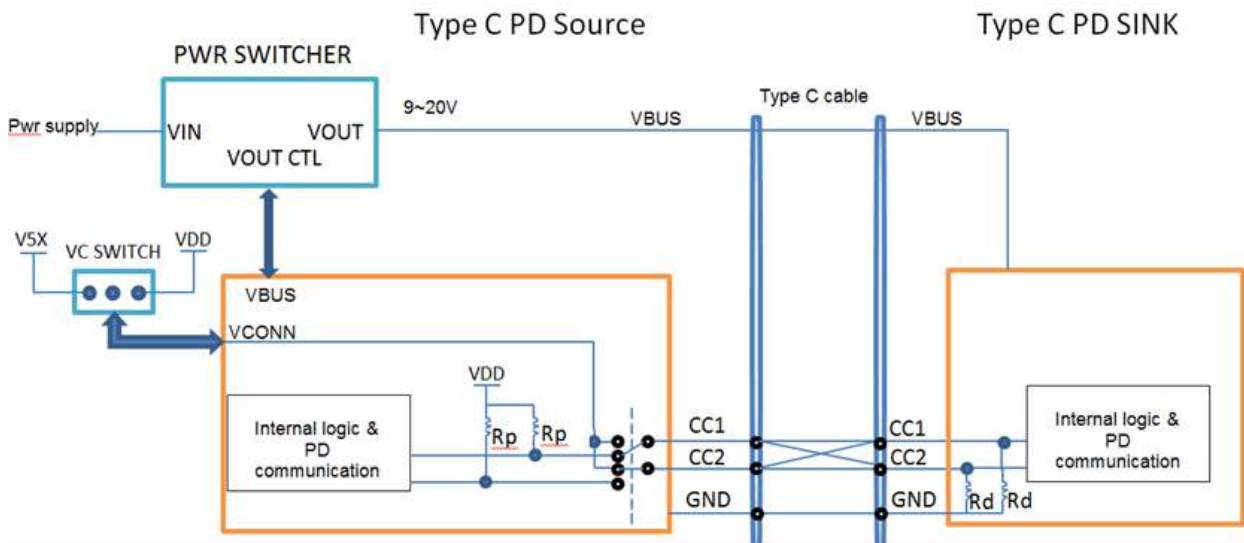 Type C PD Source
Type C PD SINK
PWR SWITCHER
Pwr supply
VIN
VOUT
VOUT CTL
9~20V
VBUS
Type C cable
VBUS
V5X
VC SWITCH
VDD
VBUS
VCONN
VDD
Rp
Rp
Internal logic &
PD
communication
CC1
CC2
GND
CC1
CC2
GND
Rd
Rd
Internal logic &
PD
communication